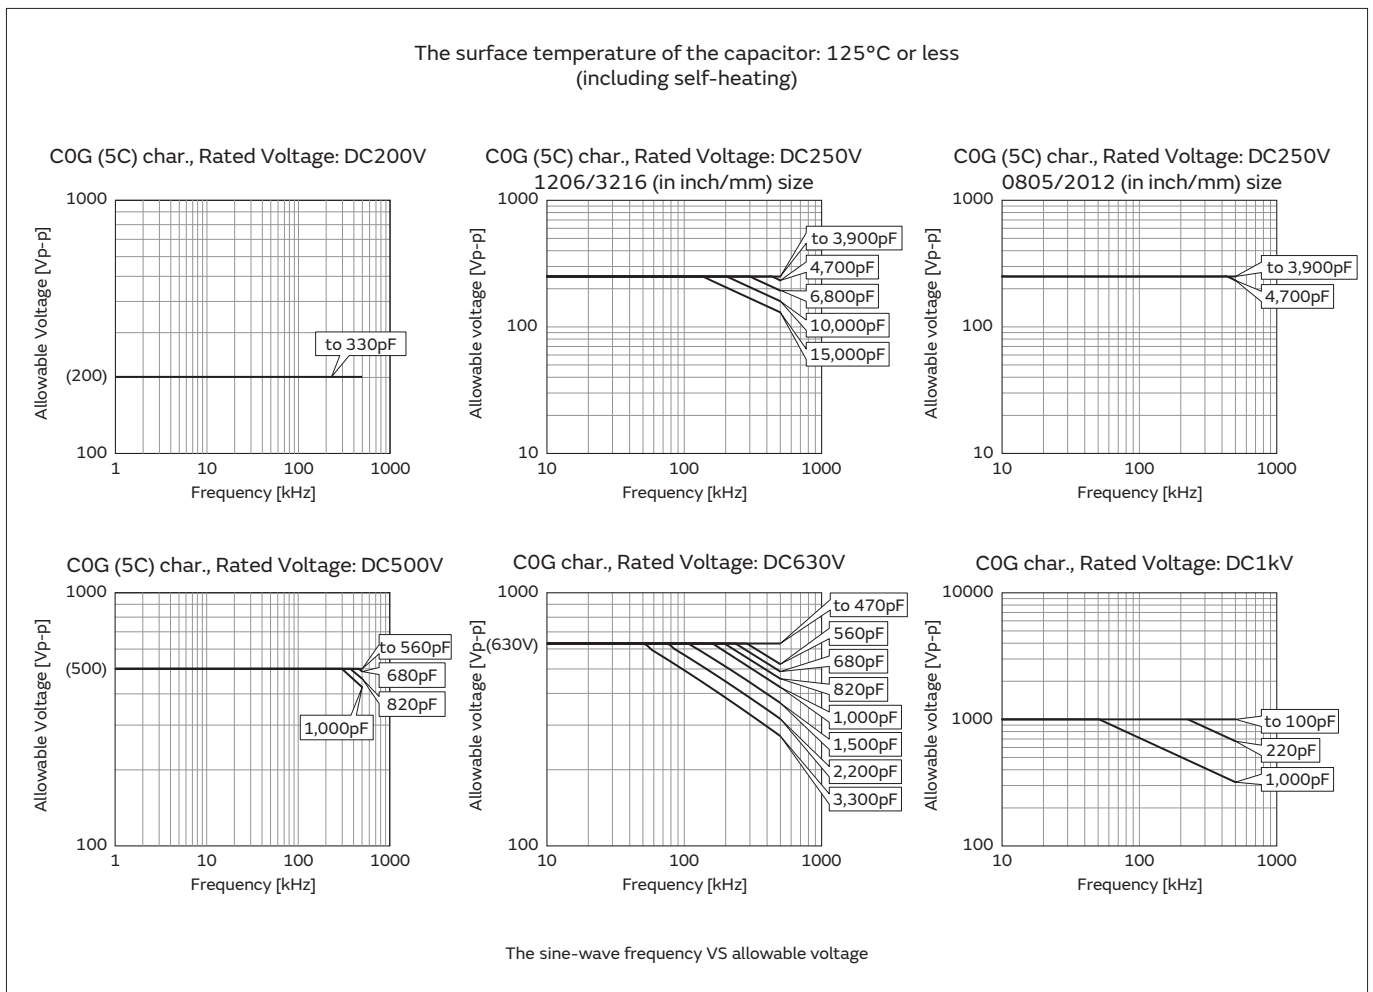 The surface temperature of the capacitor: 125°C or less
(including self-heating)
C0G (5C) char., Rated Voltage: DC200V
Allowable Voltage [Vp-p]
1000
(200)
100
to 330pF
1
10
100
1000
Frequency [kHz]
C0G (5C) char., Rated Voltage: DC250V
1206/3216 (in inch/mm) size
Allowable voltage [Vp-p]
1000
100
10
to 3,900pF
4,700pF
6,800pF
10,000pF
15,000pF
10
100
1000
Frequency [kHz]
C0G (5C) char., Rated Voltage: DC250V
0805/2012 (in inch/mm) size
Allowable voltage [Vp-p]
1000
100
10
to 3,900pF
4,700pF
10
100
1000
Frequency [kHz]
C0G (5C) char., Rated Voltage: DC500V
Allowable Voltage [Vp-p]
1000
(500)
100
to 560pF
680pF
820pF
1,000pF
1
10
100
1000
Frequency [kHz]
C0G char., Rated Voltage: DC630V
Allowable voltage [Vp-p]
1000
(630V)
100
to 470pF
560pF
680pF
820pF
1,000pF
1,500pF
2,200pF
3,300pF
10
100
1000
Frequency [kHz]
C0G char., Rated Voltage: DC1kV
Allowable voltage [Vp-p]
10000
1000
100
to 100pF
220pF
1,000pF
10
100
1000
Frequency [kHz]
The sine-wave frequency VS allowable voltage